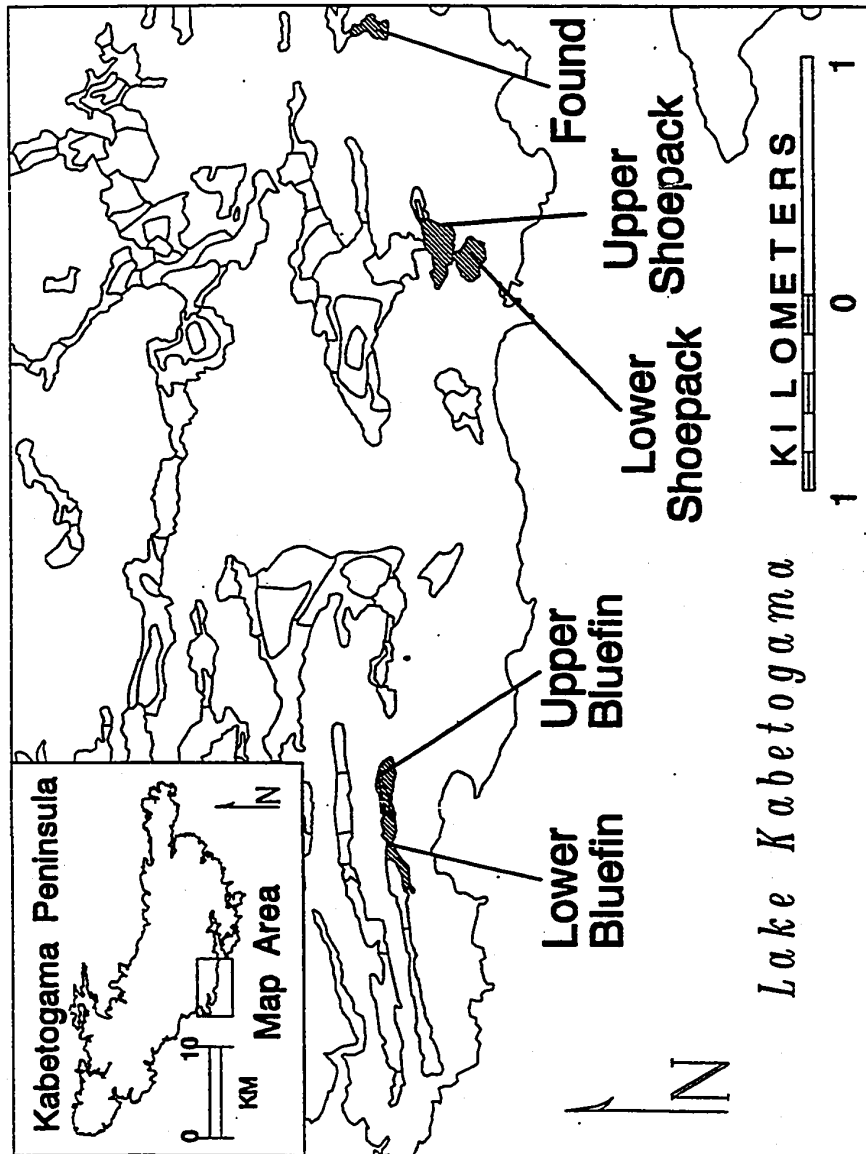 Kabetogama Peninsula
0
10
KM
Map Area
N
Found
Upper
Shoepack
Lower
Shoepack
Upper
Bluefin
Lower
Bluefin
N
Lake Kabetogama
KILOMETERS
1
0
1